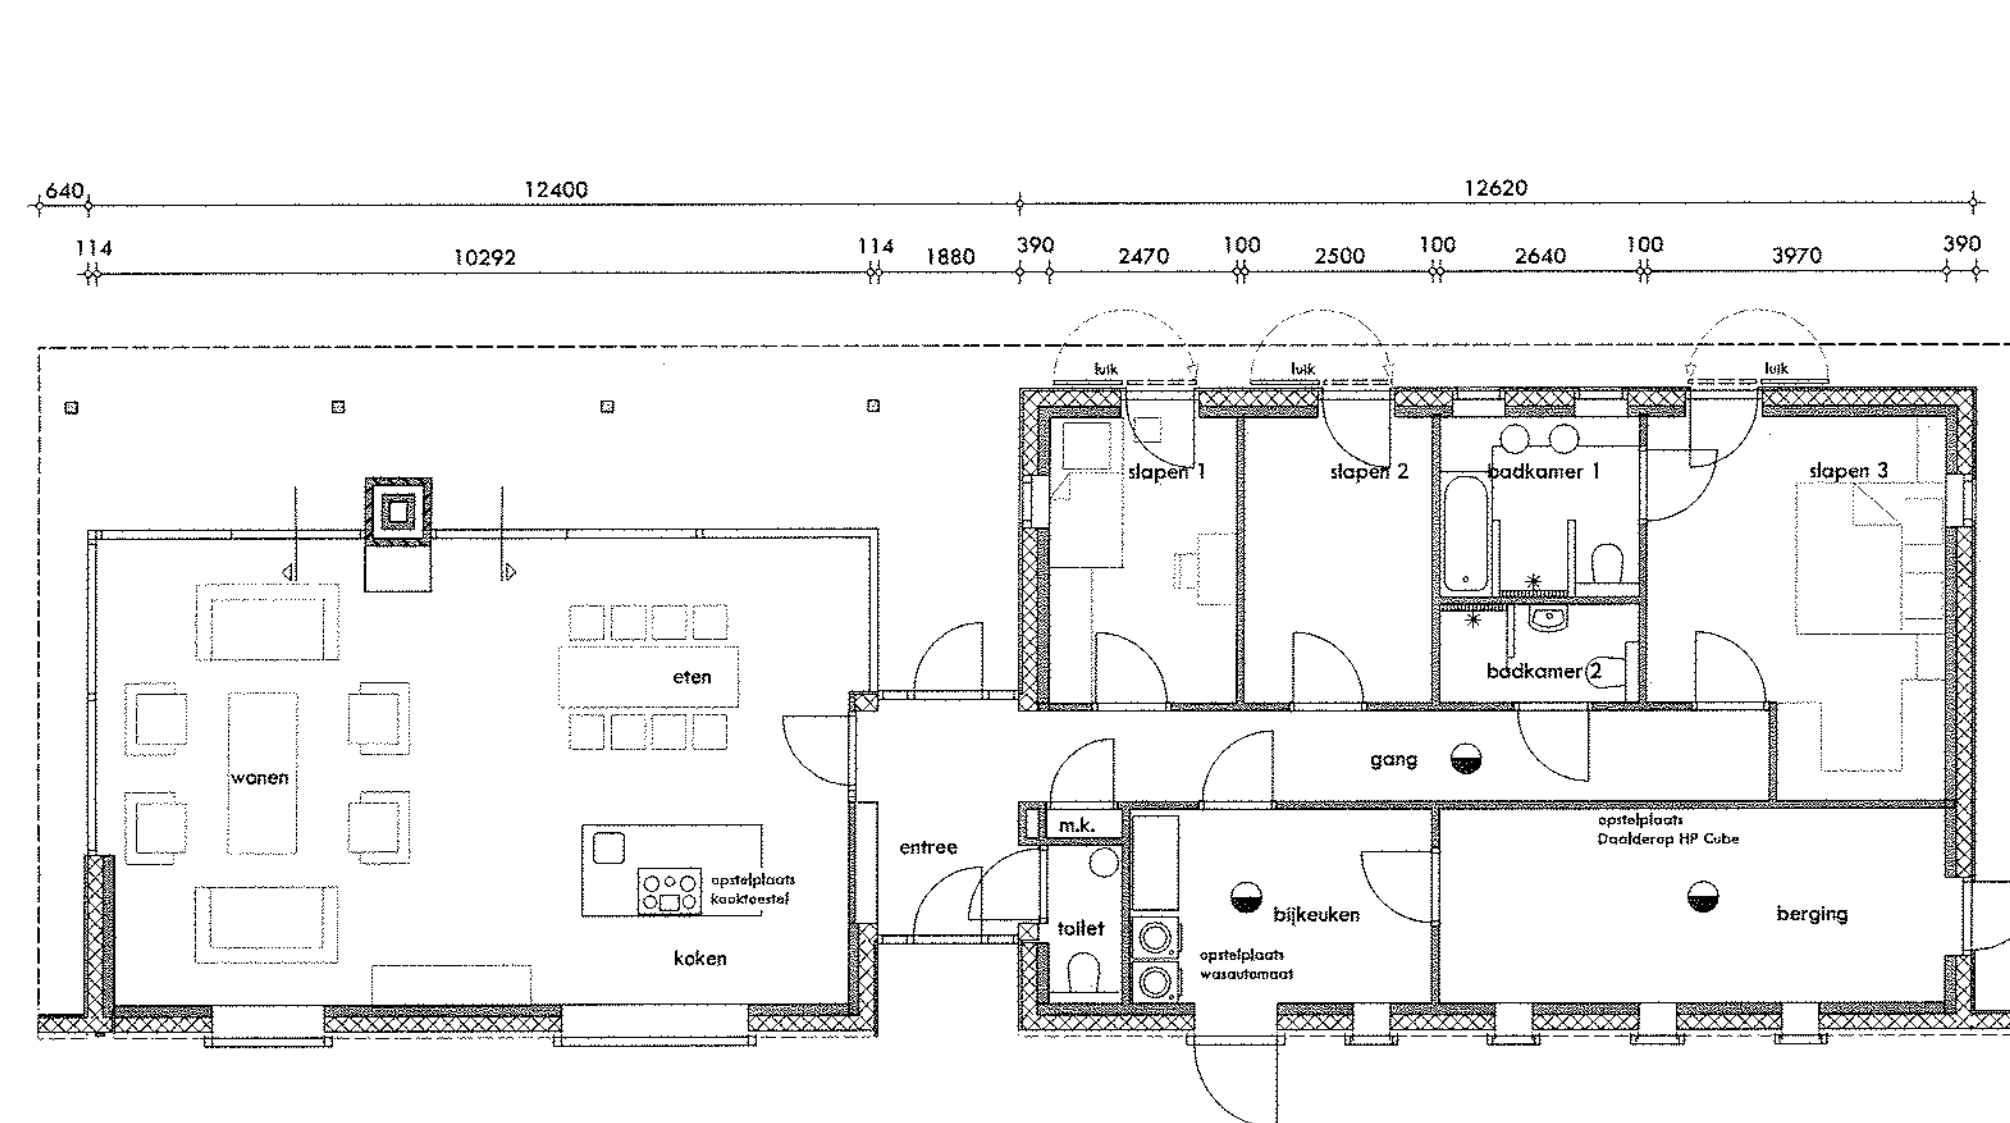 640
12400
12620
114
10292
114
1880
390
2470
100
2500
100
2640
100
3970
390
luik
luik
luik
slapen 1
slapen 2
badkamer 1
slapen 3
eten
badkamer 2
wonen
gang
m.k.
opstelplaats
Daalderop HP Cube
entree
opstelplaats
kooktoestel
toilet
bijkeuken
berging
koken
opstelplaats
wasautomaat